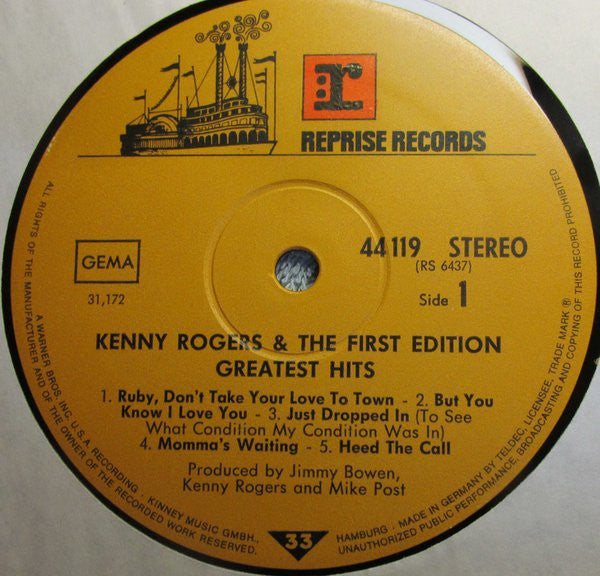 r
REPRISE RECORDS
GEMA
31,172
44119 STEREO
(RS 6437)
Side 1
KENNY ROGERS & THE FIRST EDITION
GREATEST HITS
1. Ruby, Don't Take Your Love To Town - 2. But You
Know I Love You - 3. Just Dropped In (To See
What Condition My Condition Was In)
4. Momma's Waiting - 5. Heed The Call
Produced by Jimmy Bowen,
Kenny Rogers and Mike Post
33
ALL RIGHTS OF THE MANUFACTURER AND OF THE OWNER OF THE RECORDED WORK RESERVED.
A WARNER BROS. INC. U.S.A. RECORDING - KINNEY MUSIC GMBH., HAMBURG - MADE IN GERMANY BY TELDEC, LICENSEE, TRADE MARK ®
UNAUTHORIZED PUBLIC PERFORMANCE, BROADCASTING AND COPYING OF THIS RECORD PROHIBITED